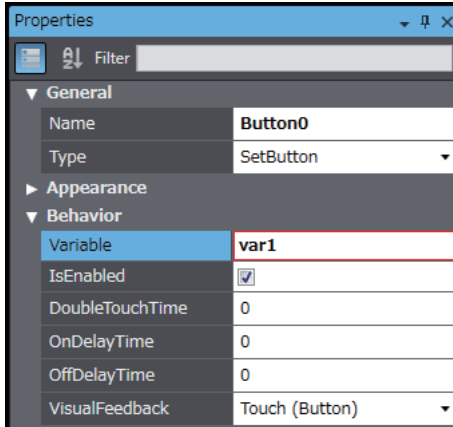 Properties
Filter
General
Name Button0
Type SetButton
Appearance
Behavior
Variable var1
IsEnabled
DoubleTouchTime 0
OnDelayTime 0
OffDelayTime 0
VisualFeedback Touch (Button)